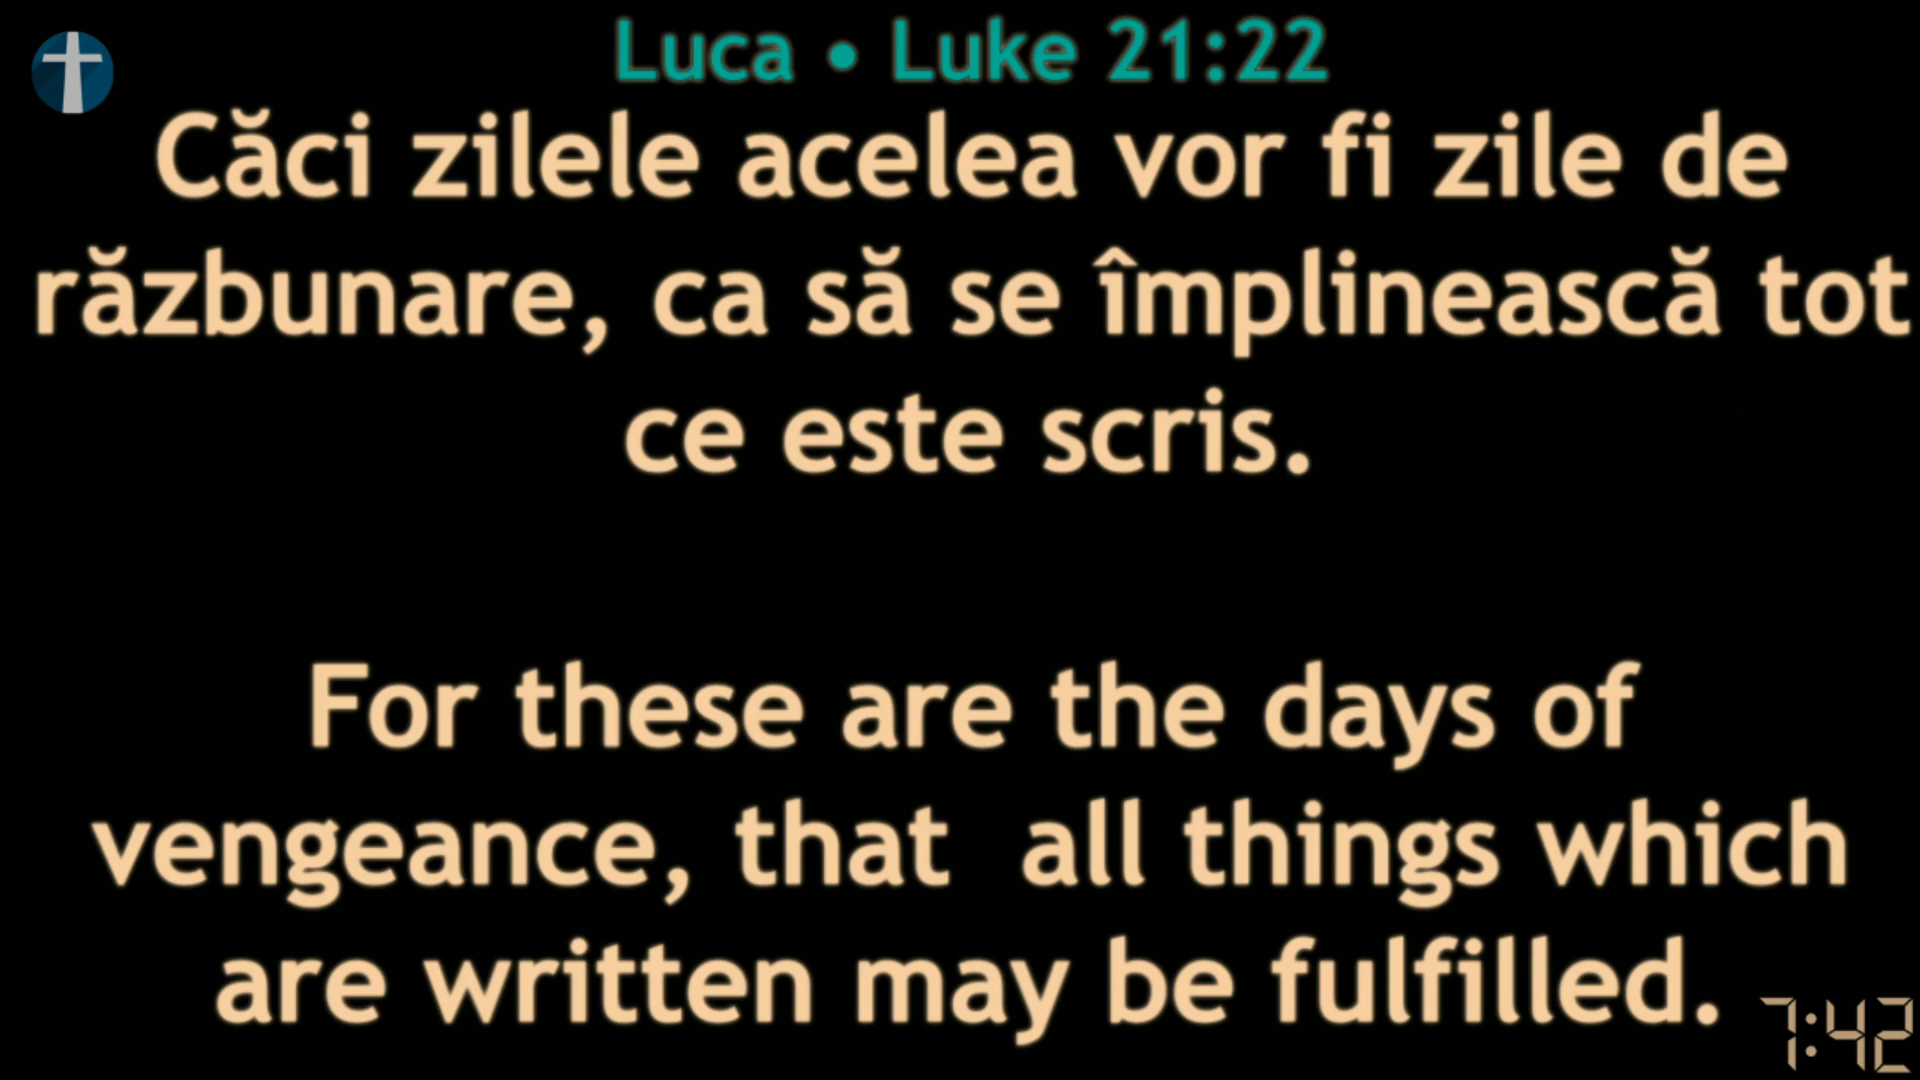 Luca • Luke 21:22
Căci zilele acelea vor fi zile de
răzbunare, ca să se împlinească tot
ce este scris.
For these are the days of
vengeance, that  all things which
are written may be fulfilled.
7:42